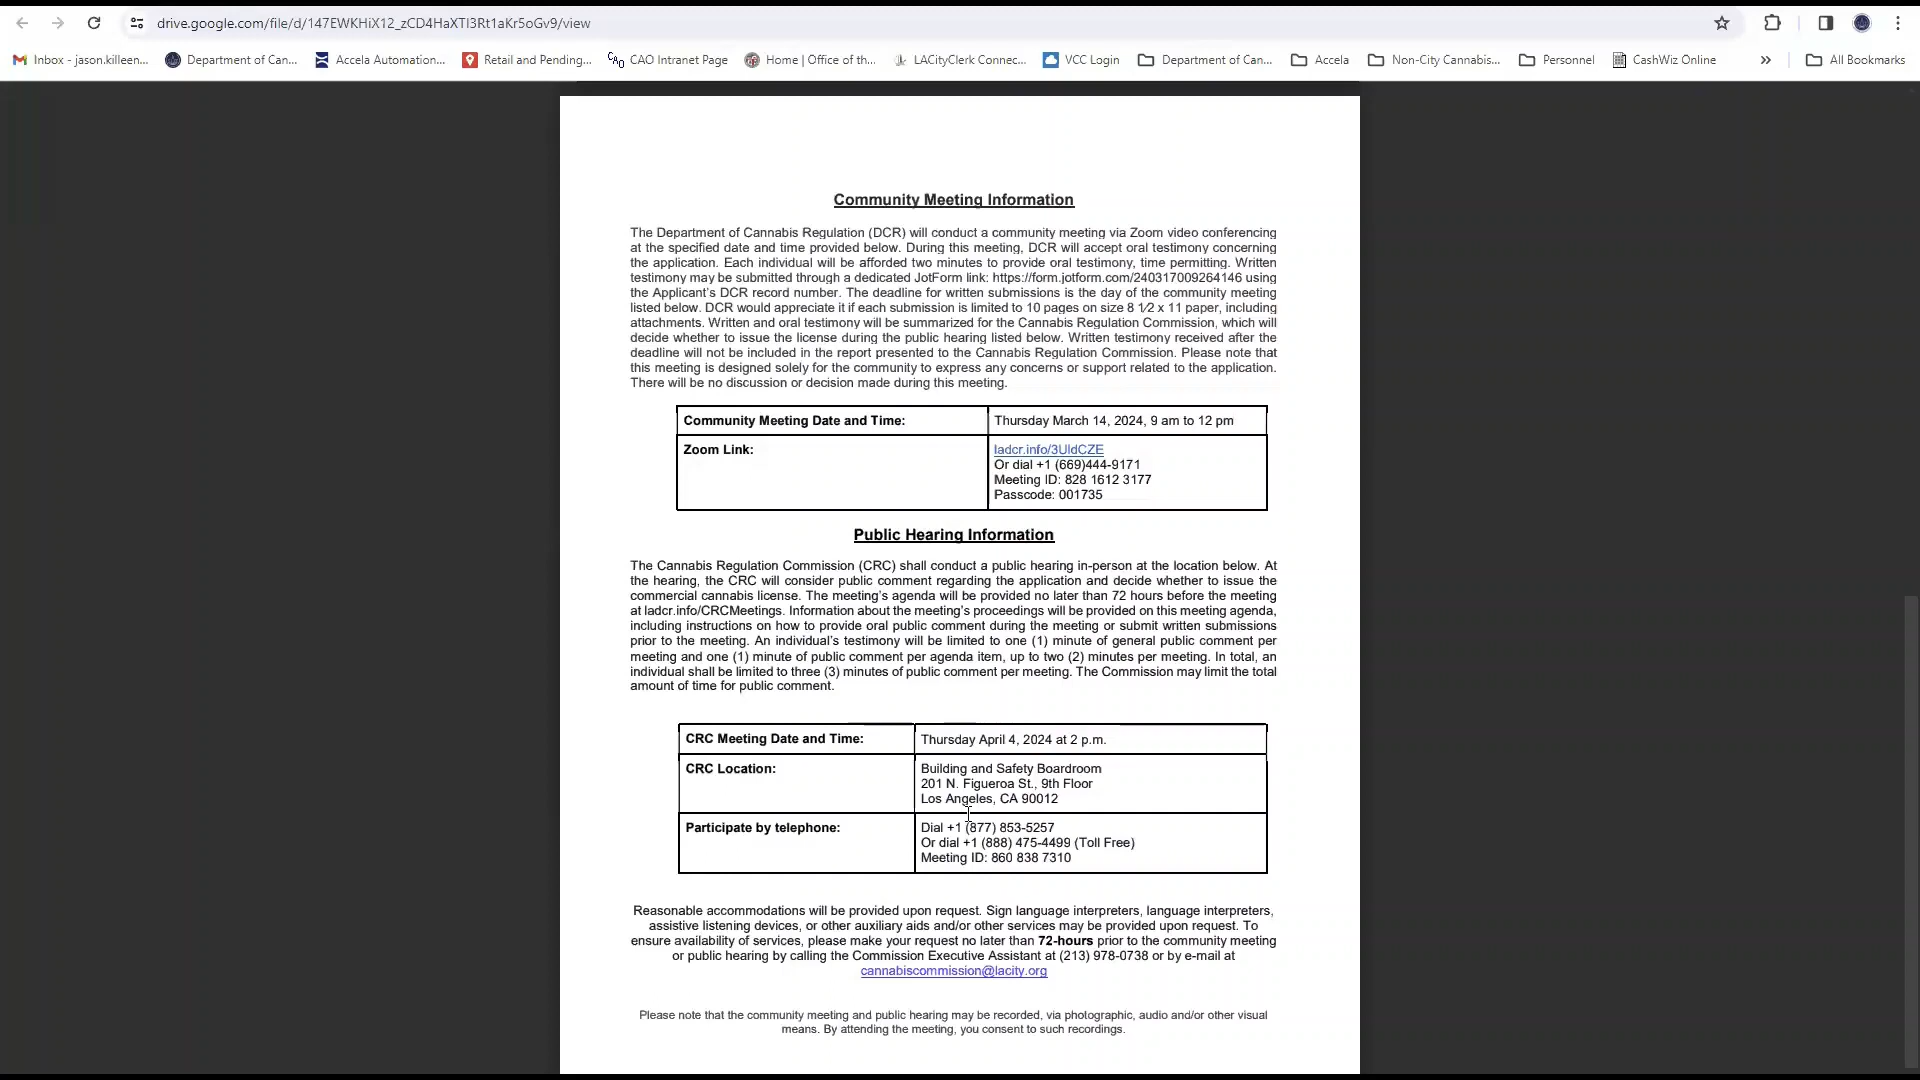 drive.google.com/file/d/147EWKHiX12_zCD4HaXTl3Rt1aKr5oGv9/view
Inbox - jason.killeen... Department of Can... Accela Automation... Retail and Pending... CAO CAO Intranet Page Home | Office of th... LACityClerk Connec... VCC Login Department of Can... Accela Non-City Cannabis... Personnel CashWiz Online » All Bookmarks
Community Meeting Information
The Department of Cannabis Regulation (DCR) will conduct a community meeting via Zoom video conferencing
at the specified date and time provided below. During this meeting, DCR will accept oral testimony concerning
the application. Each individual will be afforded two minutes to provide oral testimony, time permitting. Written
testimony may be submitted through a dedicated JotForm link: https://form.jotform.com/240317009264146 using
the Applicant's DCR record number. The deadline for written submissions is the day of the community meeting
listed below. DCR would appreciate it if each submission is limited to 10 pages on size 8 1/2 x 11 paper, including
attachments. Written and oral testimony will be summarized for the Cannabis Regulation Commission, which will
decide whether to issue the license during the public hearing listed below. Written testimony received after the
deadline will not be included in the report presented to the Cannabis Regulation Commission. Please note that
this meeting is designed solely for the community to express any concerns or support related to the application.
There will be no discussion or decision made during this meeting.
Community Meeting Date and Time: Thursday March 14, 2024, 9 am to 12 pm
Zoom Link: ladcr.info/3UldCZE
Or dial +1 (669)444-9171
Meeting ID: 828 1612 3177
Passcode: 001735
Public Hearing Information
The Cannabis Regulation Commission (CRC) shall conduct a public hearing in-person at the location below. At
the hearing, the CRC will consider public comment regarding the application and decide whether to issue the
commercial cannabis license. The meeting's agenda will be provided no later than 72 hours before the meeting
at ladcr.info/CRCMeetings. Information about the meeting's proceedings will be provided on this meeting agenda,
including instructions on how to provide oral public comment during the meeting or submit written submissions
prior to the meeting. An individual's testimony will be limited to one (1) minute of general public comment per
meeting and one (1) minute of public comment per agenda item, up to two (2) minutes per meeting. In total, an
individual shall be limited to three (3) minutes of public comment per meeting. The Commission may limit the total
amount of time for public comment.
CRC Meeting Date and Time: Thursday April 4, 2024 at 2 p.m.
CRC Location: Building and Safety Boardroom
201 N. Figueroa St., 9th Floor
Los Angeles, CA 90012
Participate by telephone: Dial +1 (877) 853-5257
Or dial +1 (888) 475-4499 (Toll Free)
Meeting ID: 860 838 7310
Reasonable accommodations will be provided upon request. Sign language interpreters, language interpreters,
assistive listening devices, or other auxiliary aids and/or other services may be provided upon request. To
ensure availability of services, please make your request no later than 72-hours prior to the community meeting
or public hearing by calling the Commission Executive Assistant at (213) 978-0738 or by e-mail at
cannabiscommission@lacity.org
Please note that the community meeting and public hearing may be recorded, via photographic, audio and/or other visual
means. By attending the meeting, you consent to such recordings.